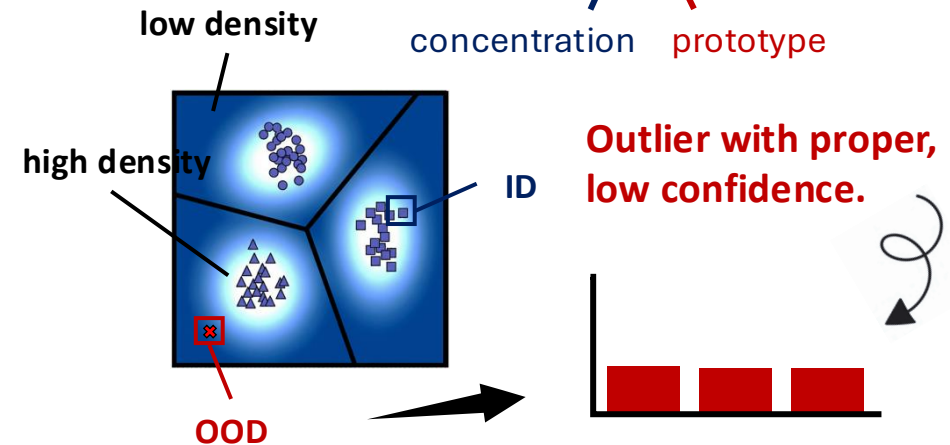 low density
concentration prototype
high density
Outlier with proper,
low confidence.
ID
OOD